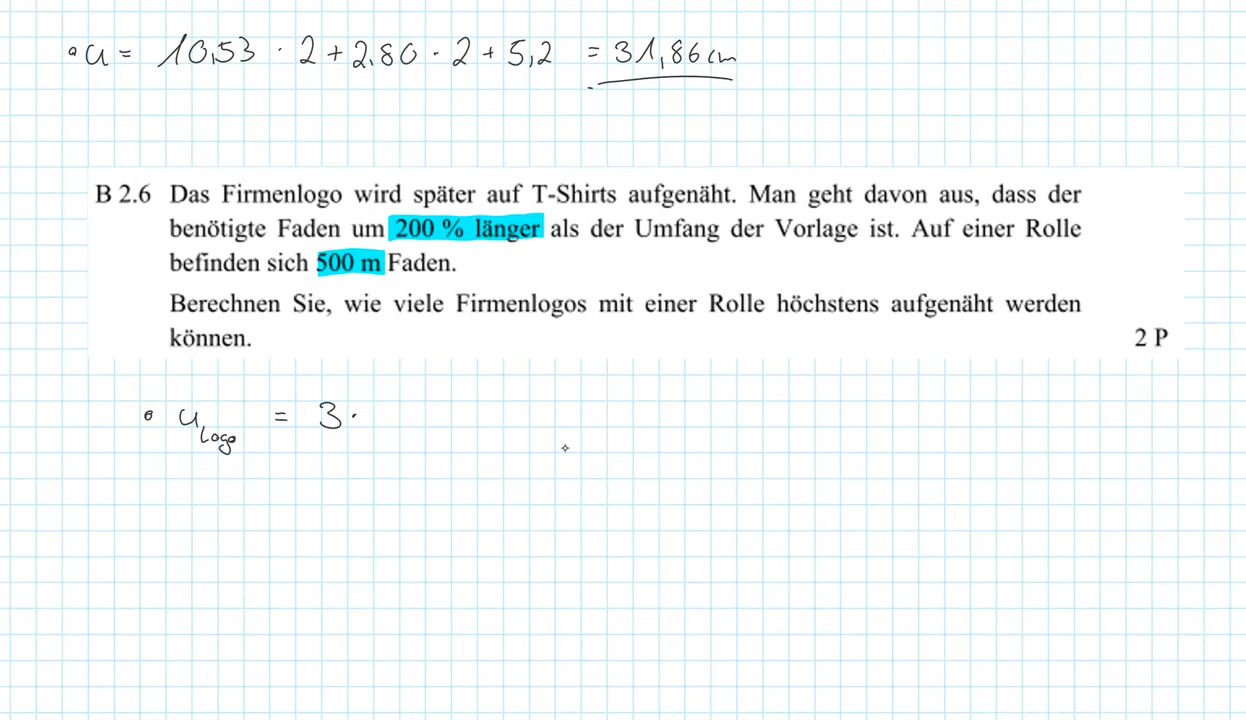 u = 10,53 · 2 + 2,80 · 2 + 5,2 = 31,86 cm
B 2.6 Das Firmenlogo wird später auf T-Shirts aufgenäht. Man geht davon aus, dass der
benötigte Faden um 200 % länger als der Umfang der Vorlage ist. Auf einer Rolle
befinden sich 500 m Faden.
Berechnen Sie, wie viele Firmenlogos mit einer Rolle höchstens aufgenäht werden
können. 2 P
u Logo = 3 ·